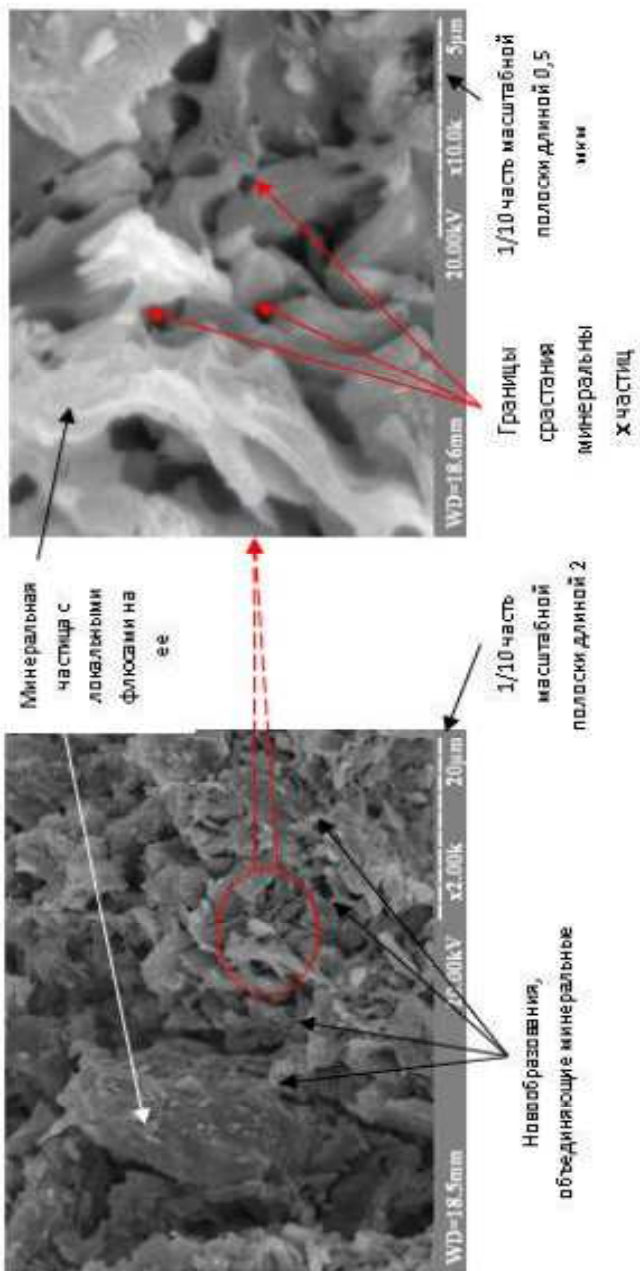 Минеральная
частица с
локальными
флюсами на
ее
WD=18.5mm
x2.00k
20μm
WD=18.6mm
20.00kV
x10.0k
5μm
Новообразования,
объединяющие минеральные
1/10 часть
масштабной
полоски длиной 2
Границы
срастания
минеральны
х частиц
1/10 часть масштабной
полоски длиной 0,5
мкм